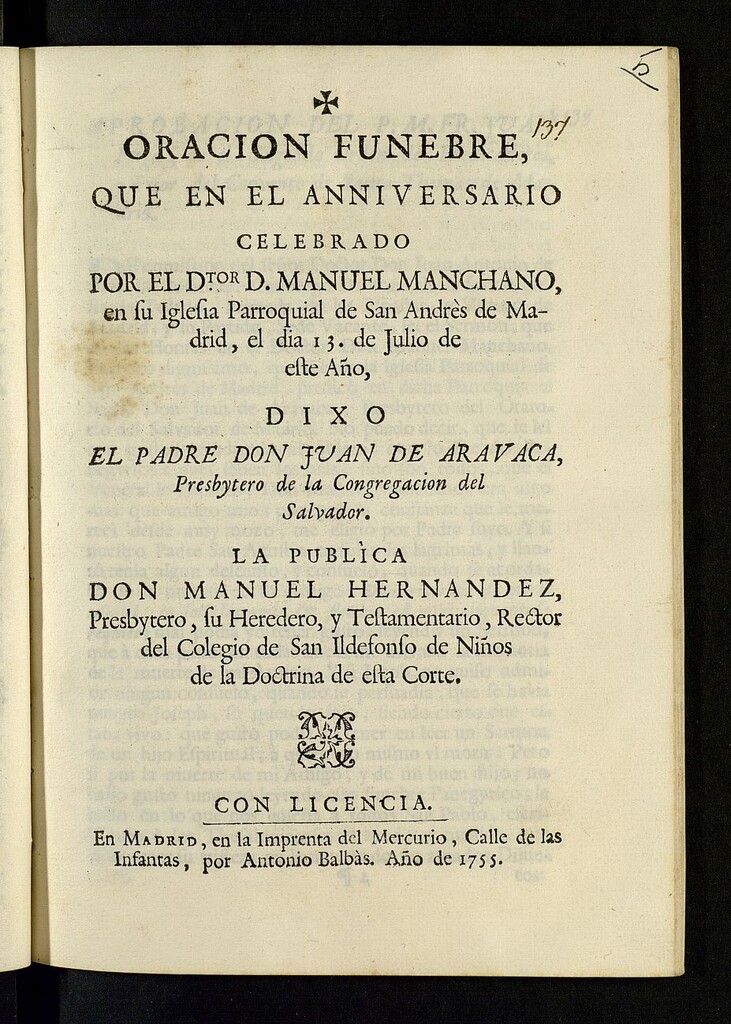 5
137
✠
ORACION FUNEBRE,
QUE EN EL ANNIVERSARIO
CELEBRADO
POR EL D.TOR D. MANUEL MANCHANO,
en ſu Igleſia Parroquial de San Andrès de Ma-
drid, el dia 13. de Julio de
eſte Año,
DIXO
EL PADRE DON JUAN DE ARAVACA,
Presbytero de la Congregacion del
Salvador.
LA PUBLÌCA
DON MANUEL HERNANDEZ,
Presbytero, ſu Heredero, y Teſtamentario, Rector
del Colegio de San Ildefonſo de Niños
de la Doctrina de eſta Corte.
CON LICENCIA.
En MADRID, en la Imprenta del Mercurio, Calle de las
Infantas, por Antonio Balbàs. Año de 1755.